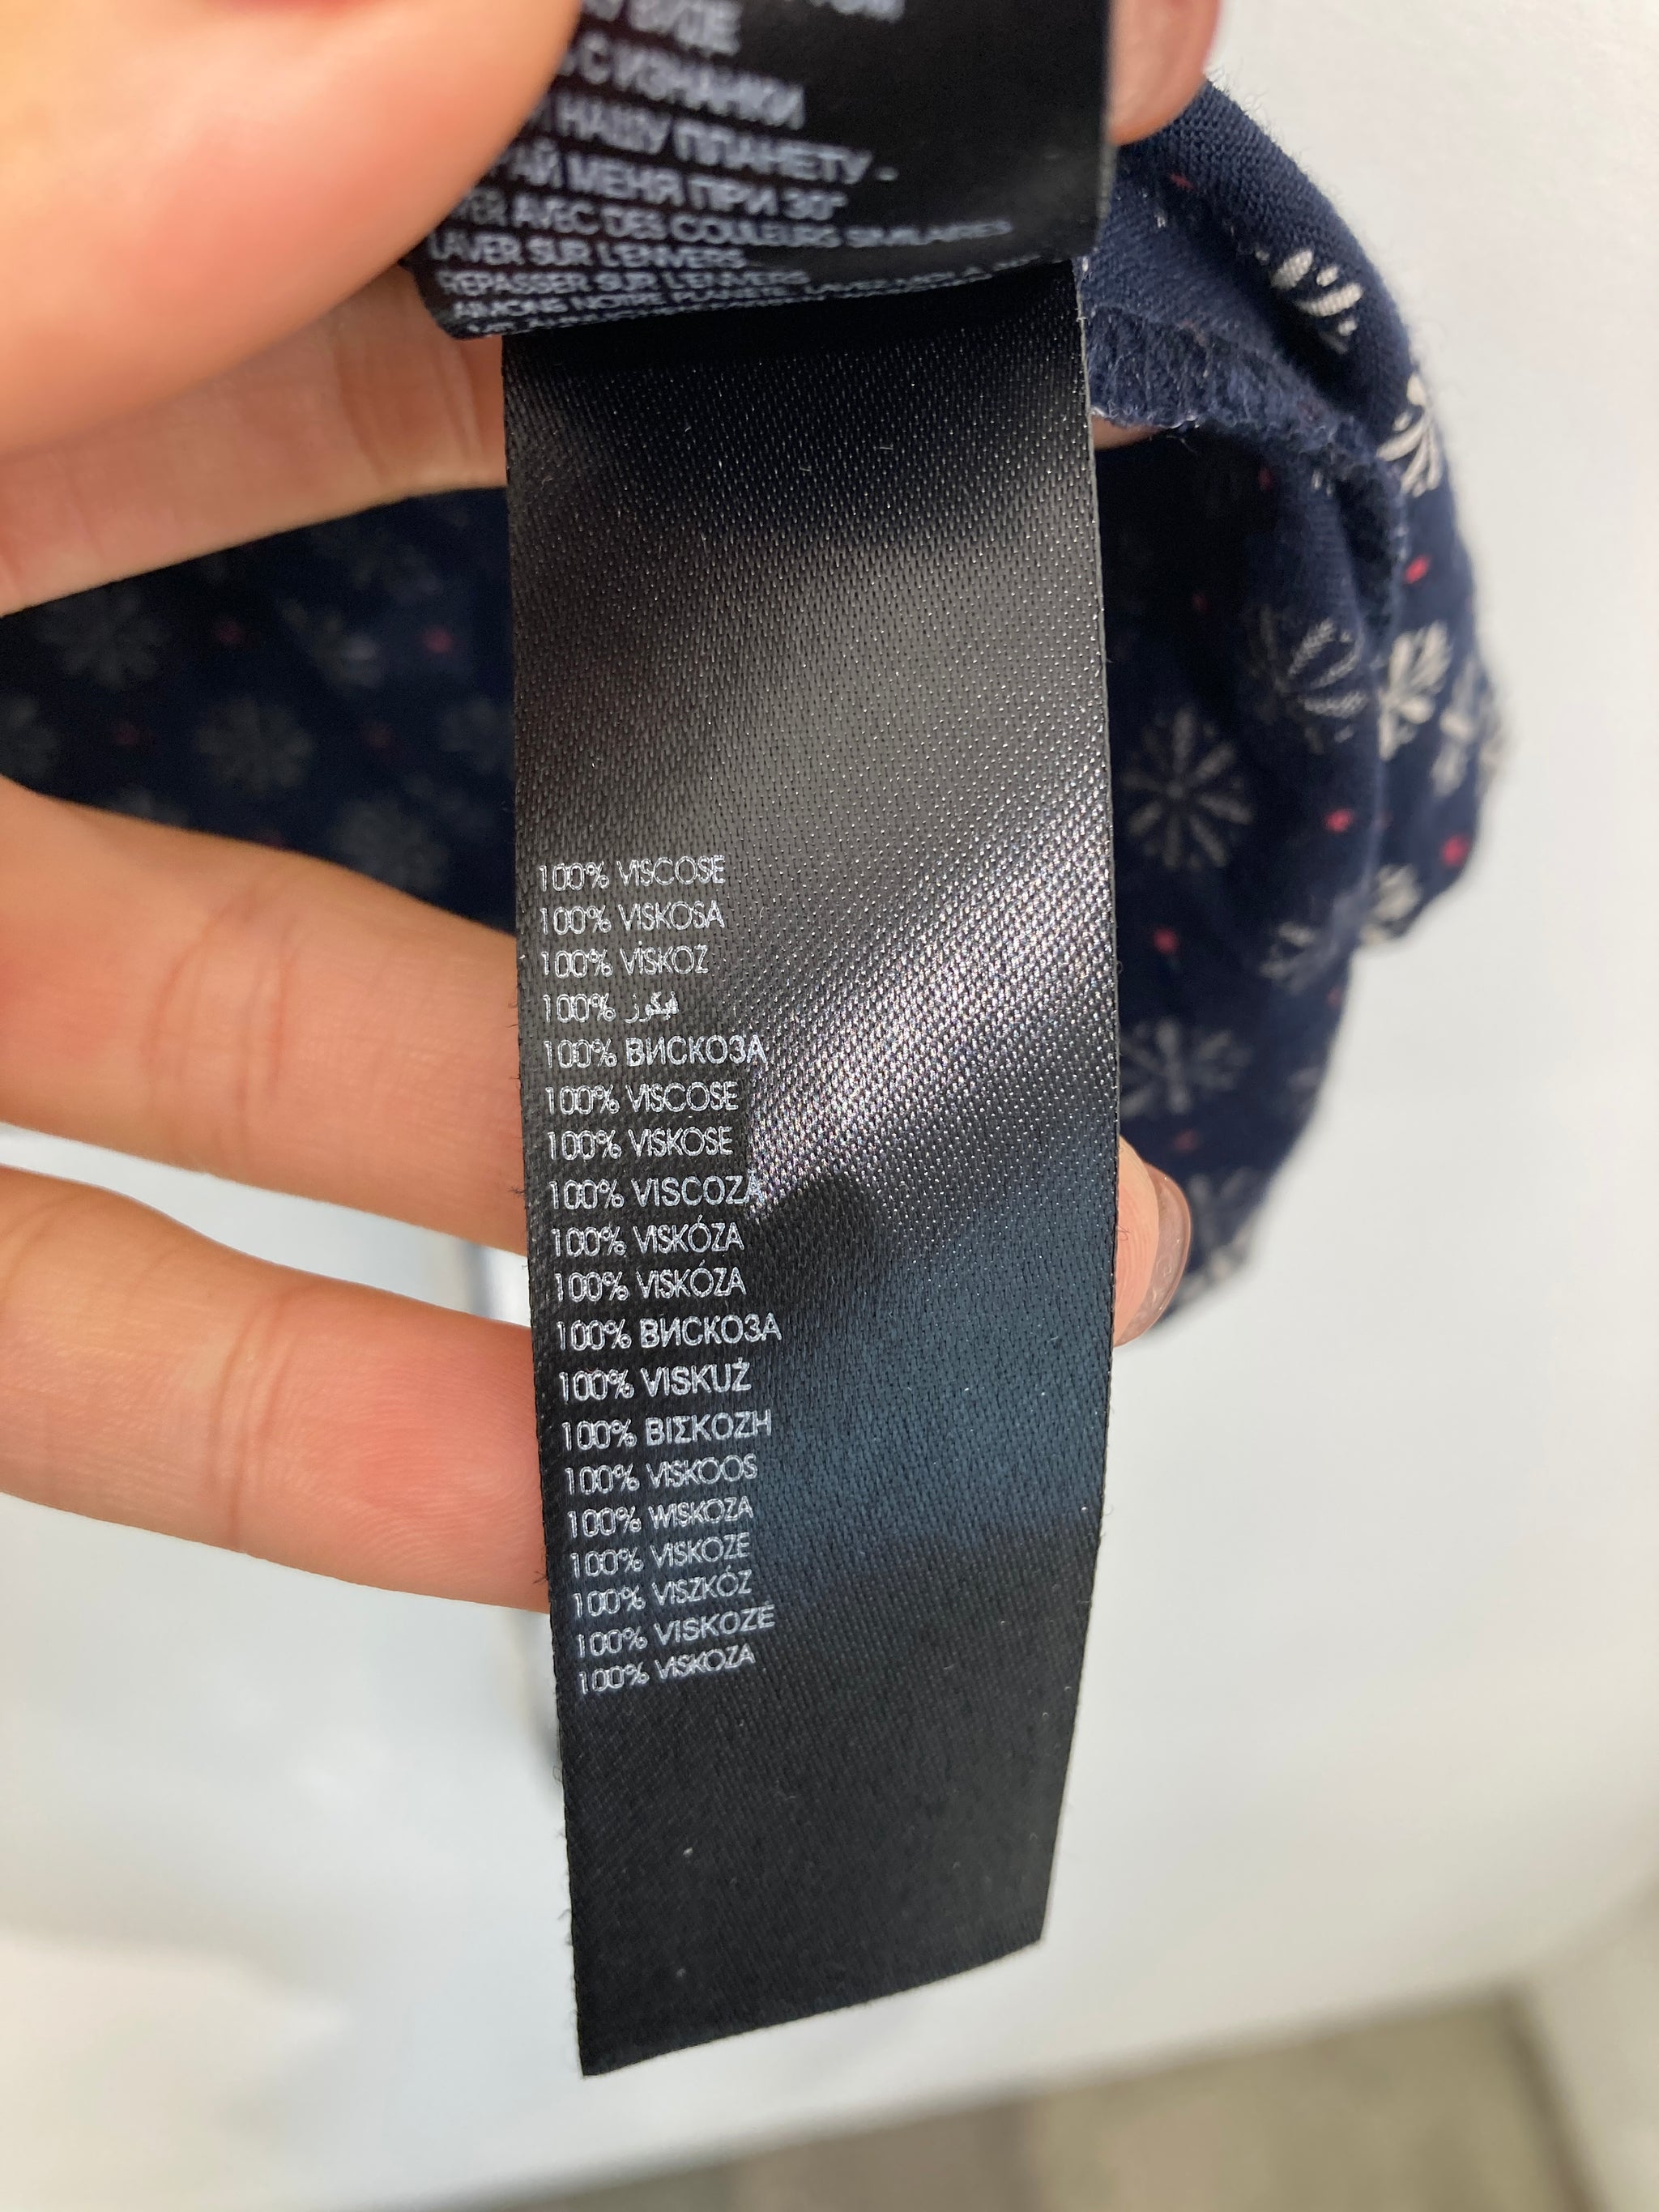 ВИДЕ
С ИЗНАНКИ
НАШУ ПЛАНЕТУ -
МЕНЯ ПРИ 30°
AVEC DES COULEURS SIMILAIRES
LAVER SUR L'ENVERS
REPASSER SUR L'ENVERS
100% VISCOSE
100% VISKOSA
100% VİSKOZ
100% فيكوز
100% ВИСКОЗА
100% VISCOSE
100% VISKOSE
100% VISCOZĂ
100% VISKÓZA
100% VISKÓZA
100% ВИСКОЗА
100% VISKUŻ
100% ΒΙΣΚΟΖΗ
100% VISKOOS
100% WISKOZA
100% VISKOZE
100% VISZKÓZ
100% VISKOZĖ
100% VISKOZA